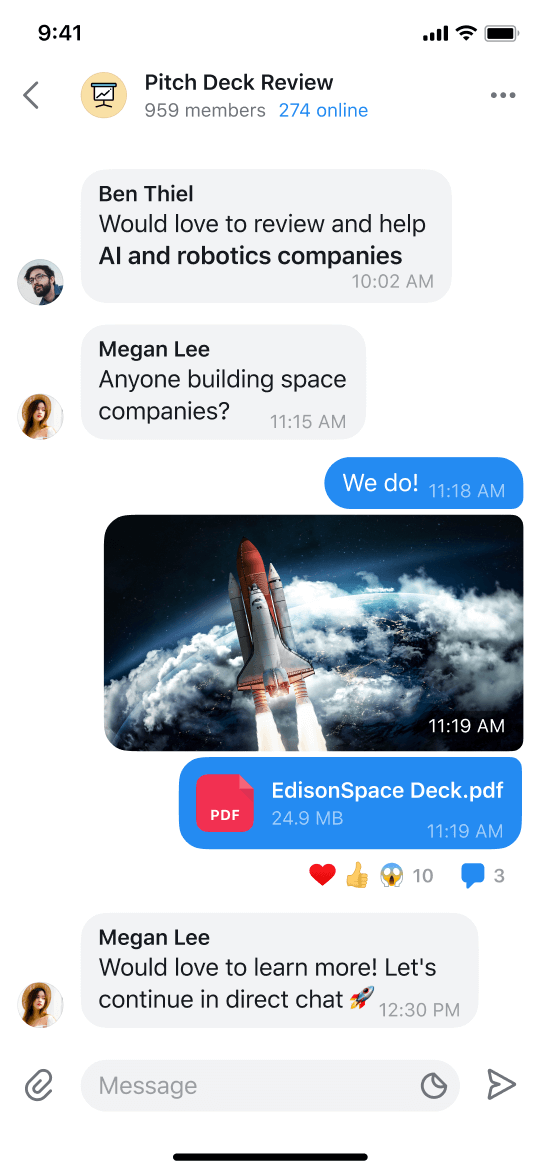 9:41
Pitch Deck Review
959 members 274 online
Ben Thiel
Would love to review and help
AI and robotics companies
10:02 AM
Megan Lee
Anyone building space
companies? 11:15 AM
We do! 11:18 AM
11:19 AM
EdisonSpace Deck.pdf
PDF 24.9 MB
11:19 AM
❤️👍😱 10 3
Megan Lee
Would love to learn more! Let's
continue in direct chat 🚀 12:30 PM
Message